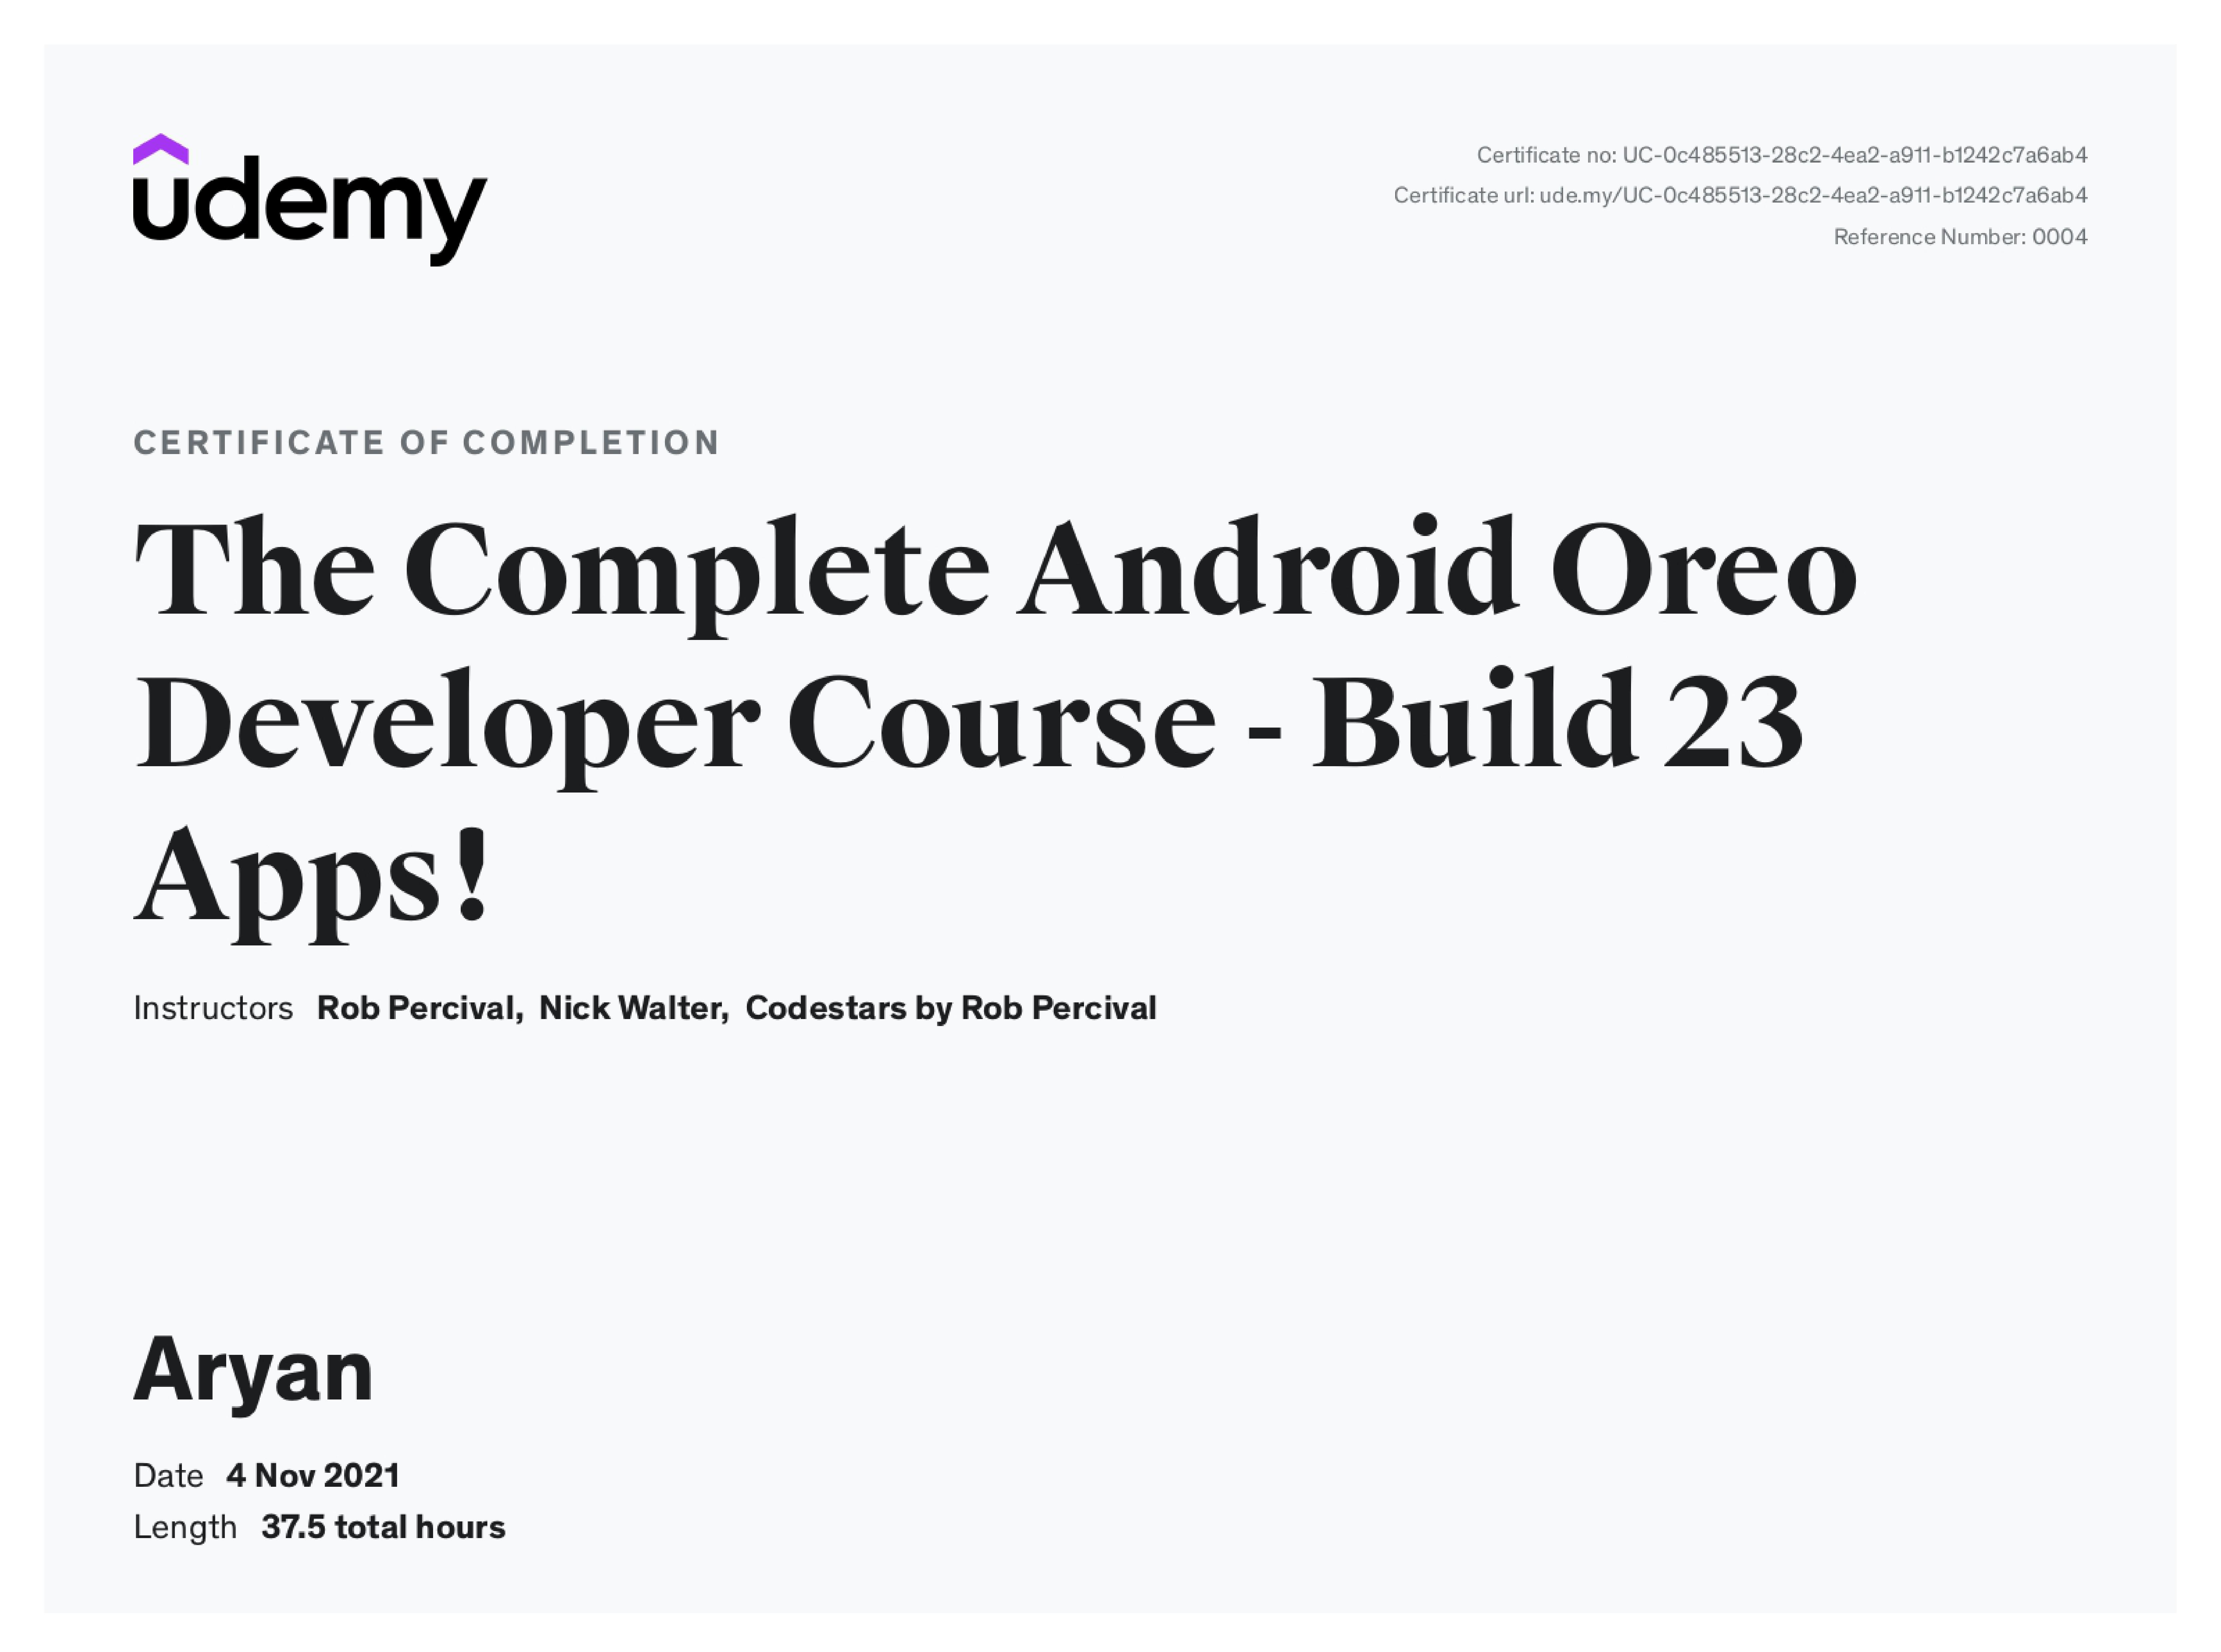 udemy
Certificate no: UC-0c485513-28c2-4ea2-a911-b1242c7a6ab4
Certificate url: ude.my/UC-0c485513-28c2-4ea2-a911-b1242c7a6ab4
Reference Number: 0004
CERTIFICATE OF COMPLETION
The Complete Android Oreo
Developer Course - Build 23
Apps!
Instructors Rob Percival, Nick Walter, Codestars by Rob Percival
Aryan
Date 4 Nov 2021
Length 37.5 total hours